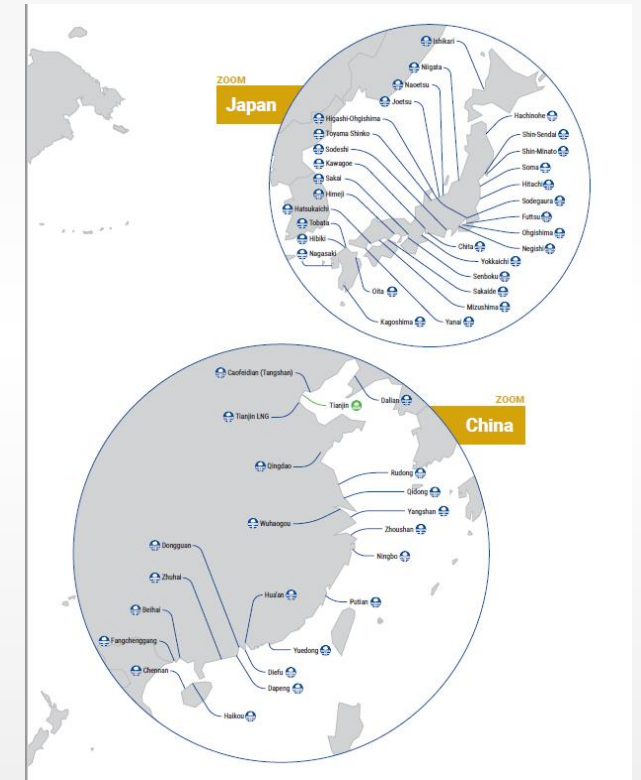 ZOOM
Japan
Ishikari
Niigata
Naoetsu
Joetsu
Higashi-Ohgishima
Toyama Shinko
Sodeshi
Kawagoe
Sakai
Himeji
Hatsukaichi
Tobata
Hibiki
Nagasaki
Hachinohe
Shin-Sendai
Shin-Minato
Soma
Hitachi
Sodegaura
Futtsu
Ohgishima
Negishi
Chita
Yokkaichi
Senboku
Sakaide
Mizushima
Oita
Kagoshima
Yanai
ZOOM
China
Caofeidian (Tangshan)
Tianjin
Dalian
Tianjin LNG
Qingdao
Rudong
Qidong
Yangshan
Wuhaogou
Zhoushan
Dongguan
Ningbo
Zhuhai
Hua'an
Putian
Beihai
Fangchenggang
Yuedong
Chennan
Diefu
Dapeng
Haikou